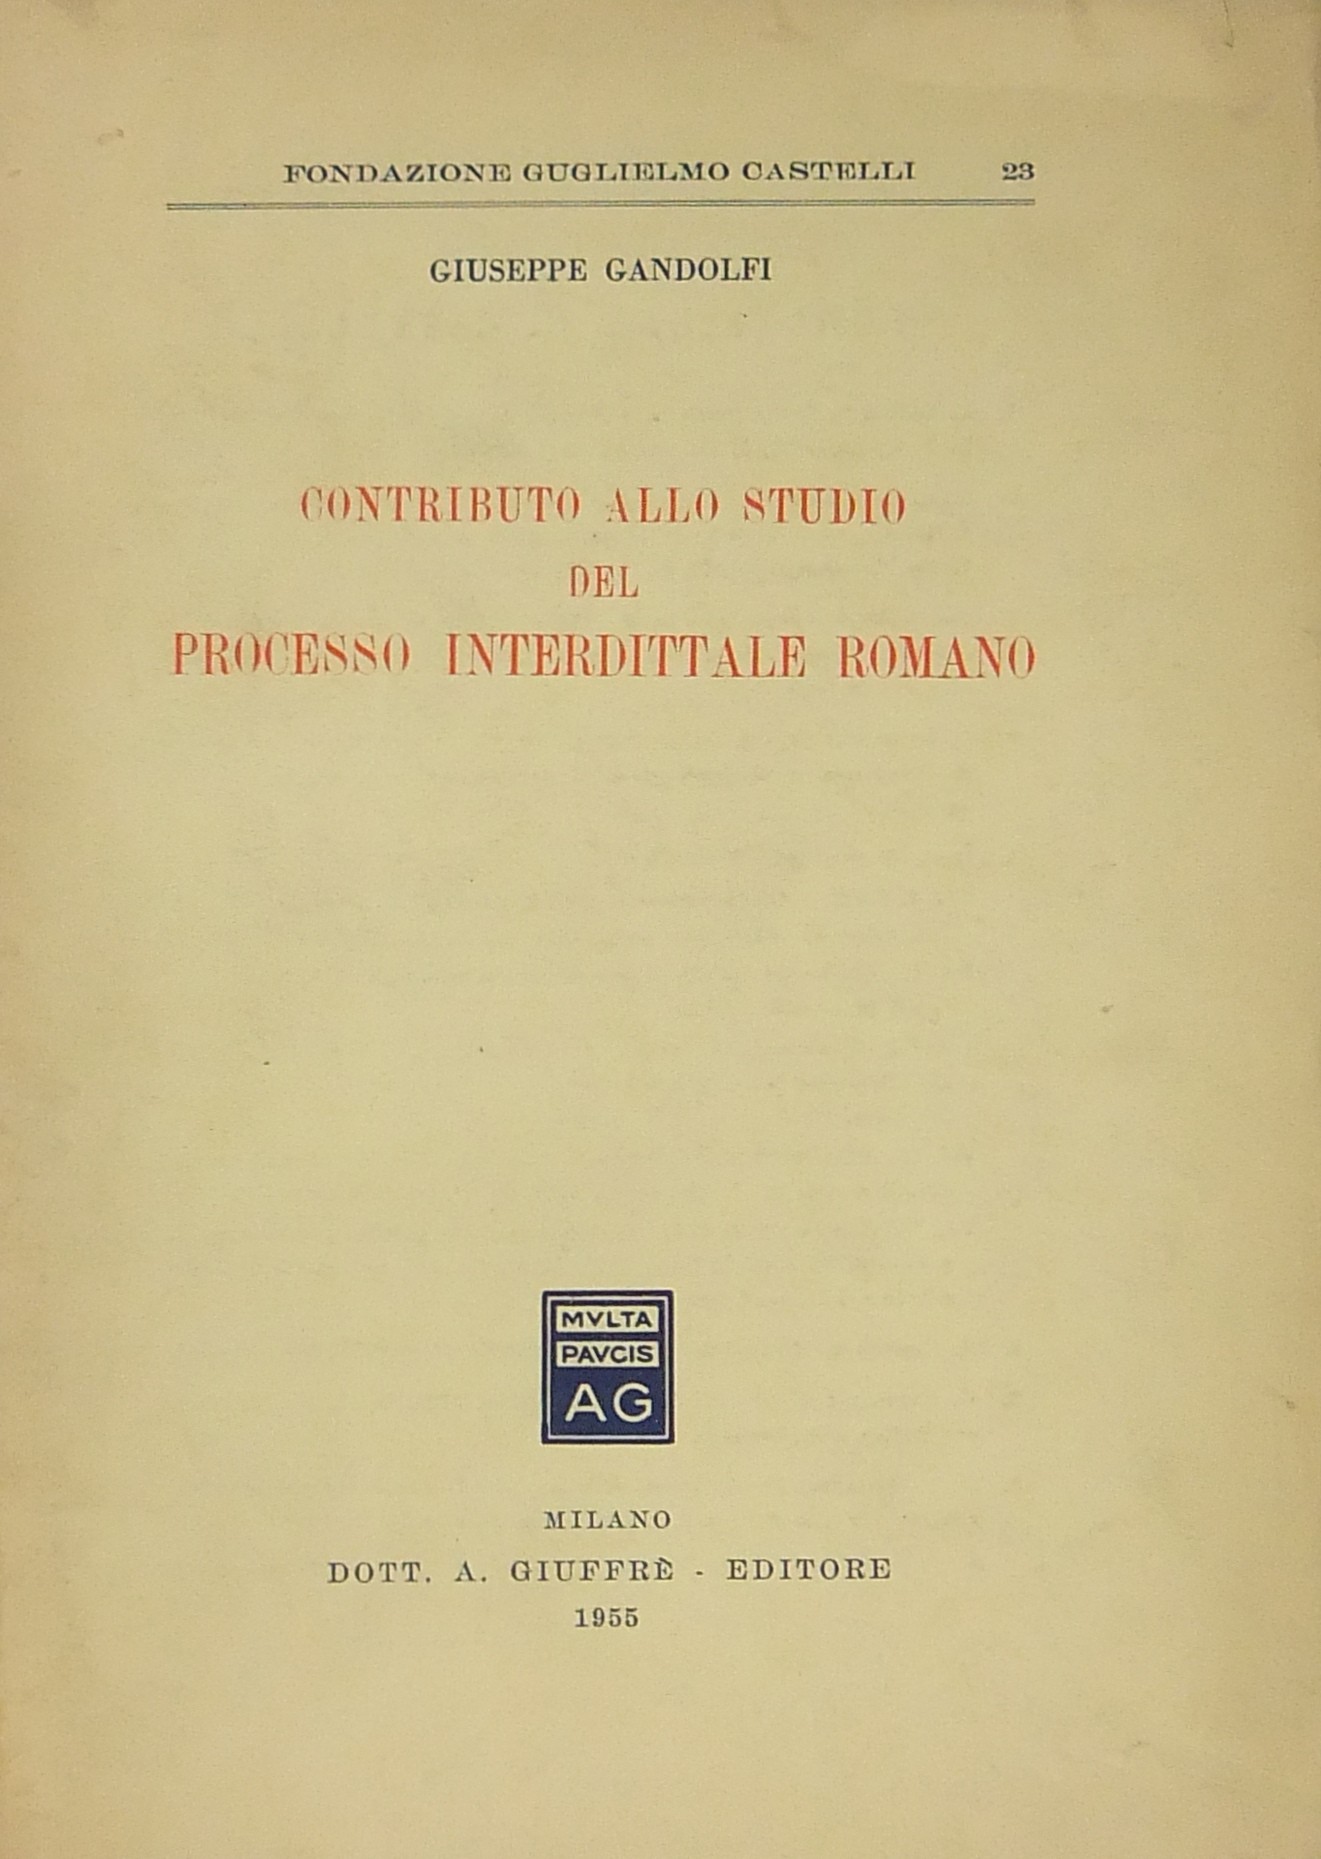 FONDAZIONE GUGLIELMO CASTELLI 23
GIUSEPPE GANDOLFI
CONTRIBUTO ALLO STUDIO
DEL
PROCESSO INTERDITTALE ROMANO
MVLTA
PAVCIS
AG
MILANO
DOTT. A. GIUFFRÈ - EDITORE
1955